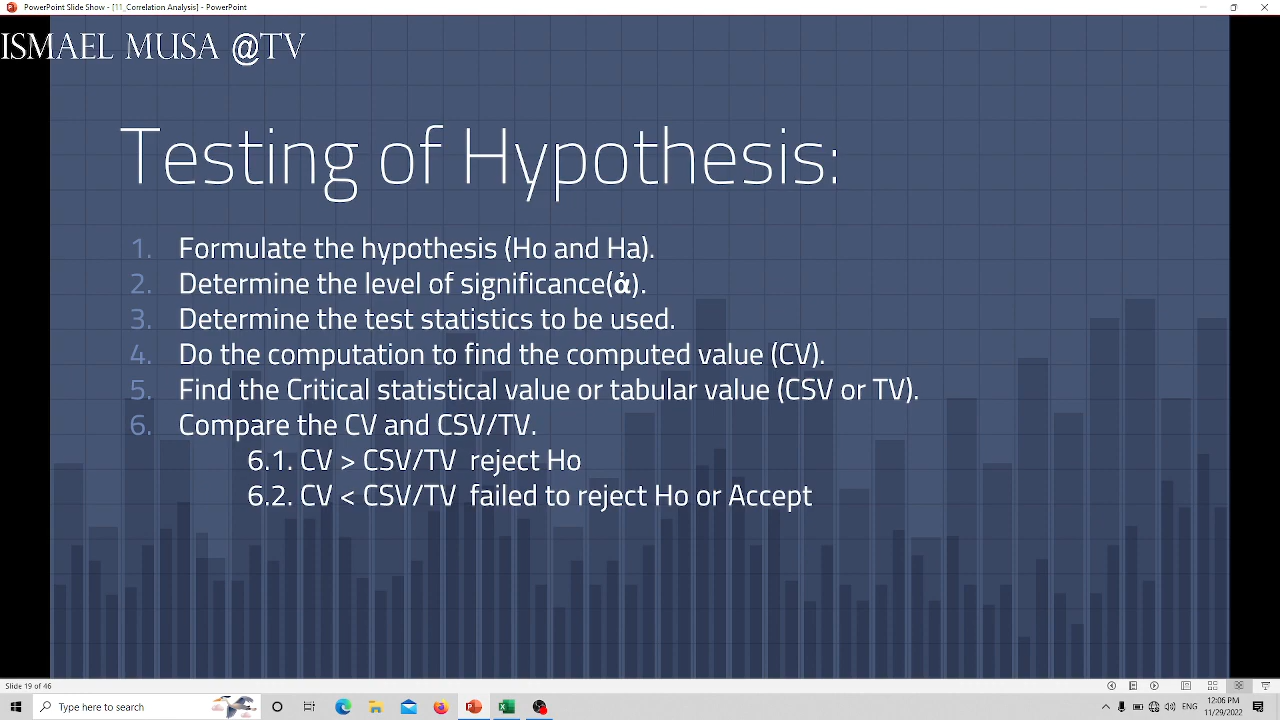 PowerPoint Slide Show - [11_Correlation Analysis] - PowerPoint
ISMAEL MUSA @TV
Testing of Hypothesis:
1. Formulate the hypothesis (Ho and Ha).
2. Determine the level of significance(ἀ).
3. Determine the test statistics to be used.
4. Do the computation to find the computed value (CV).
5. Find the Critical statistical value or tabular value (CSV or TV).
6. Compare the CV and CSV/TV.
6.1. CV > CSV/TV reject Ho
6.2. CV < CSV/TV failed to reject Ho or Accept
Slide 19 of 46
Type here to search
ENG
12:06 PM
11/29/2022